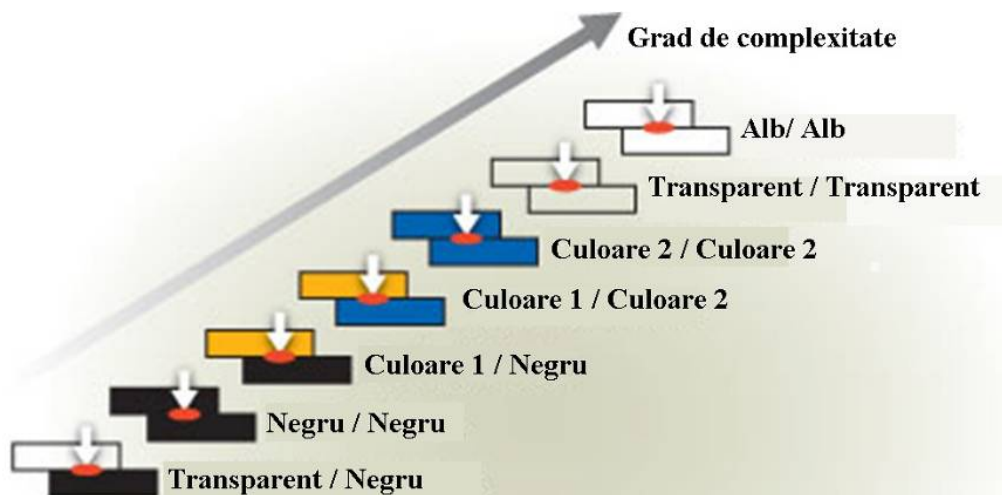 Grad de complexitate
Alb/ Alb
Transparent / Transparent
Culoare 2 / Culoare 2
Culoare 1 / Culoare 2
Culoare 1 / Negru
Negru / Negru
Transparent / Negru